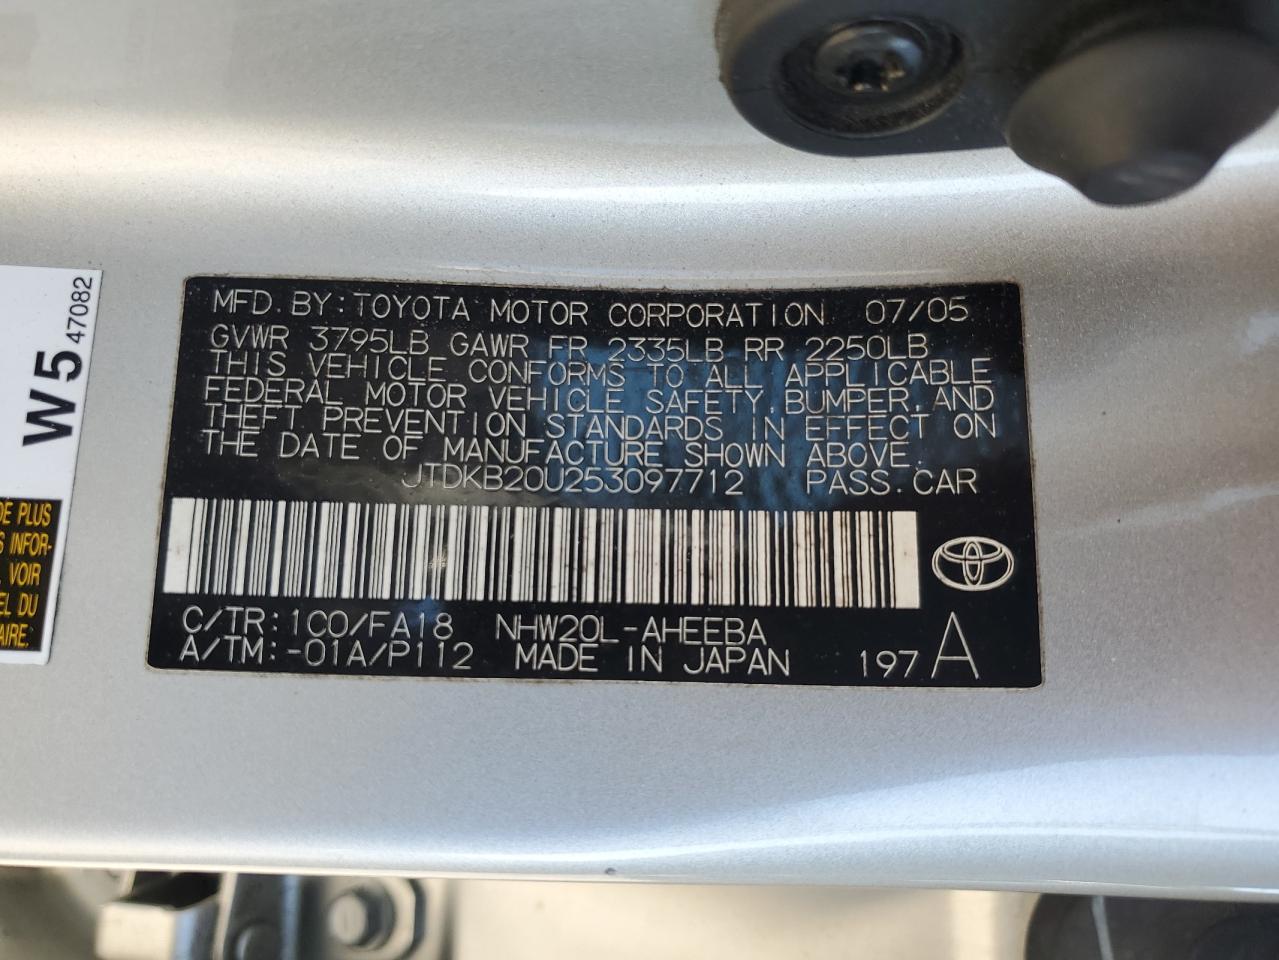 MFD. BY: TOYOTA MOTOR CORPORATION 07/05
GVWR 3795LB GAWR FR 2335LB RR 2250LB
THIS VEHICLE CONFORMS TO ALL APPLICABLE
FEDERAL MOTOR VEHICLE SAFETY, BUMPER, AND
THEFT PREVENTION STANDARDS IN EFFECT ON
THE DATE OF MANUFACTURE SHOWN ABOVE.
JTDKB20U253097712 PASS. CAR
C/TR: 1C0/FA18 NHW20L-AHEEBA
A/TM: -01A/P112 MADE IN JAPAN 197 A
W5 47082
DE PLUS
INFOR-
VOIR
EL DU
AIRE.